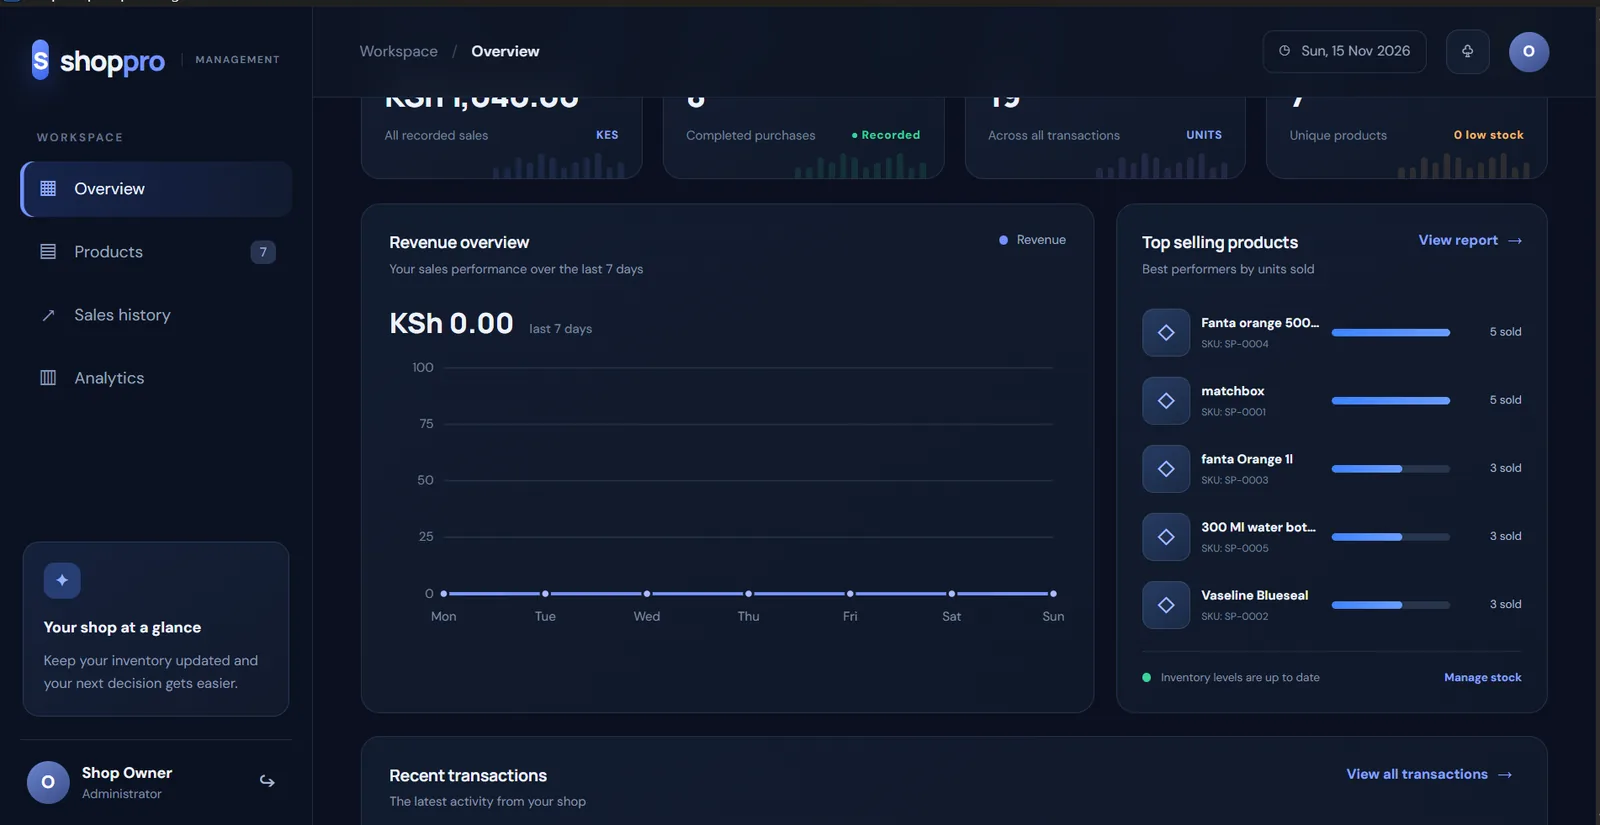 S shoppro MANAGEMENT
Workspace / Overview
Sun, 15 Nov 2026
O
WORKSPACE
Overview
Products 7
Sales history
Analytics
Your shop at a glance
Keep your inventory updated and
your next decision gets easier.
O Shop Owner
Administrator
All recorded sales KES
Completed purchases Recorded
Across all transactions UNITS
Unique products 0 low stock
Revenue overview
Revenue
Your sales performance over the last 7 days
KSh 0.00 last 7 days
100
75
50
25
0
Mon Tue Wed Thu Fri Sat Sun
Top selling products View report →
Best performers by units sold
Fanta orange 500... 5 sold
SKU: SP-0004
matchbox 5 sold
SKU: SP-0001
fanta Orange 1l 3 sold
SKU: SP-0003
300 Ml water bot... 3 sold
SKU: SP-0005
Vaseline Blueseal 3 sold
SKU: SP-0002
Inventory levels are up to date Manage stock
Recent transactions View all transactions →
The latest activity from your shop